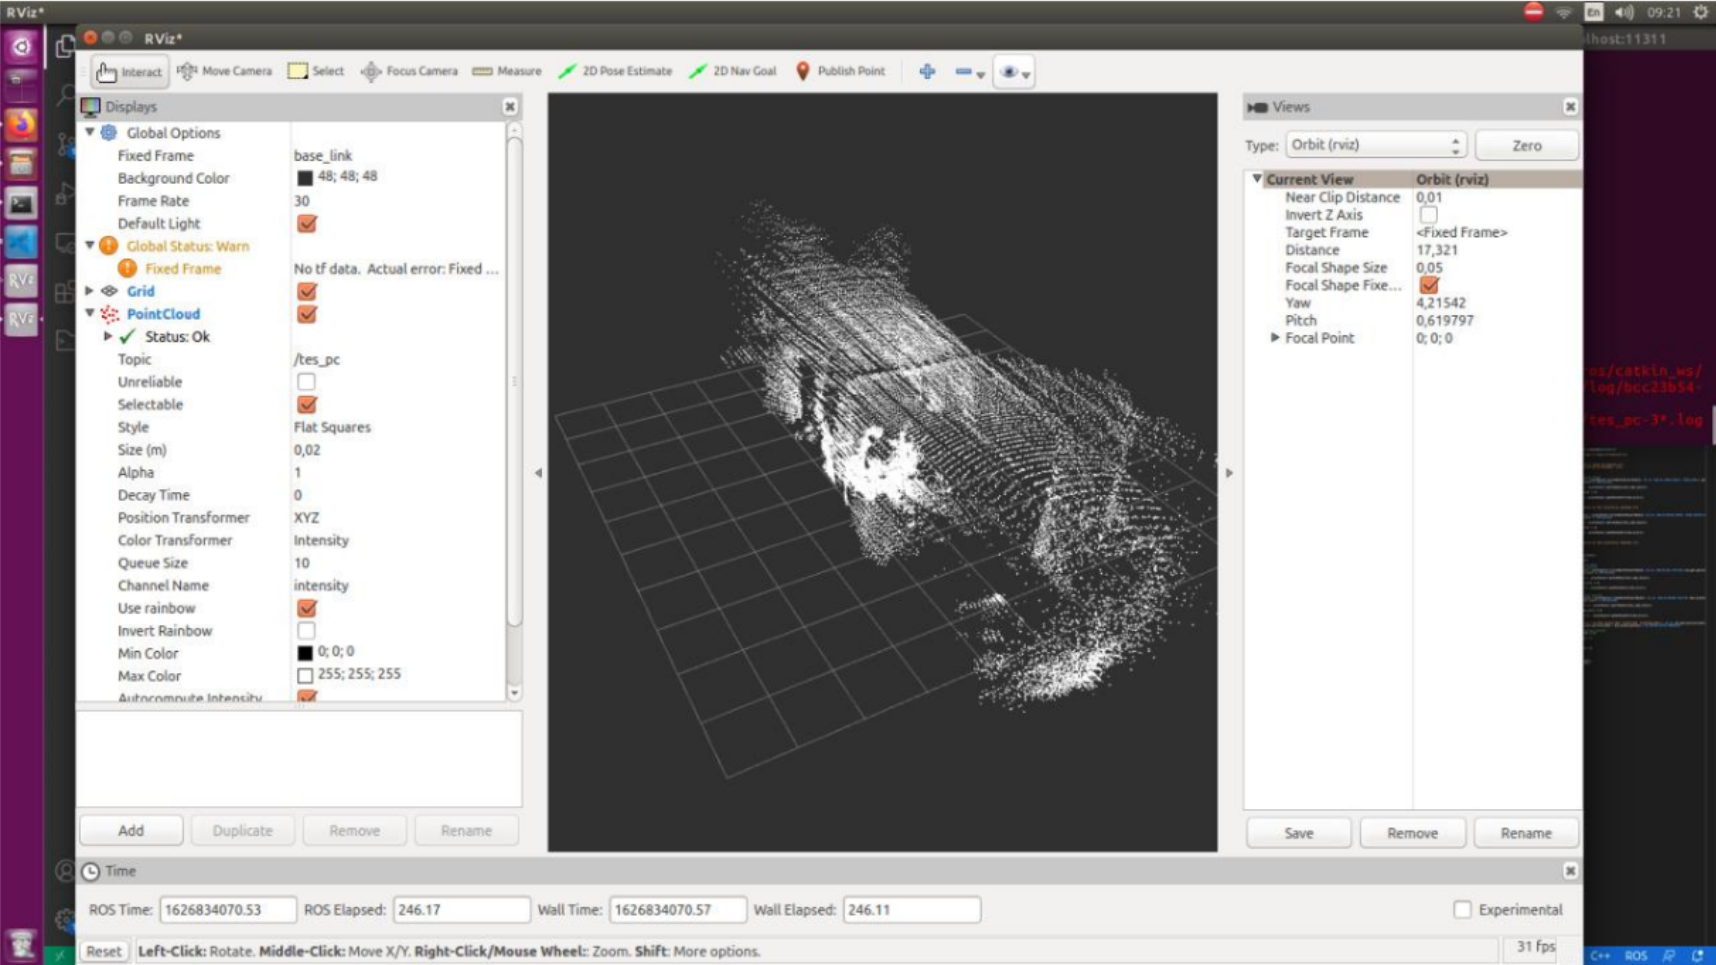 RViz*
En 09:21
RViz*
lhost:11311
Interact Move Camera Select Focus Camera Measure 2D Pose Estimate 2D Nav Goal Publish Point
Displays
Global Options
Fixed Frame base_link
Background Color 48; 48; 48
Frame Rate 30
Default Light
Global Status: Warn
Fixed Frame No tf data. Actual error: Fixed ...
Grid
PointCloud
Status: Ok
Topic /tes_pc
Unreliable
Selectable
Style Flat Squares
Size (m) 0,02
Alpha 1
Decay Time 0
Position Transformer XYZ
Color Transformer Intensity
Queue Size 10
Channel Name intensity
Use rainbow
Invert Rainbow
Min Color 0; 0; 0
Max Color 255; 255; 255
Autocompute Intensity
Add Duplicate Remove Rename
Views
Type: Orbit (rviz) Zero
Current View Orbit (rviz)
Near Clip Distance 0,01
Invert Z Axis
Target Frame <Fixed Frame>
Distance 17,321
Focal Shape Size 0,05
Focal Shape Fixe...
Yaw 4,21542
Pitch 0,619797
Focal Point 0; 0; 0
Save Remove Rename
os/catkin_ws/
log/bcc23b54-
tes_pc-3*.log
RViz
RViz
Time
ROS Time: 1626834070.53 ROS Elapsed: 246.17 Wall Time: 1626834070.57 Wall Elapsed: 246.11 Experimental
Reset Left-Click: Rotate. Middle-Click: Move X/Y. Right-Click/Mouse Wheel:: Zoom. Shift: More options. 31 fps
C++ ROS